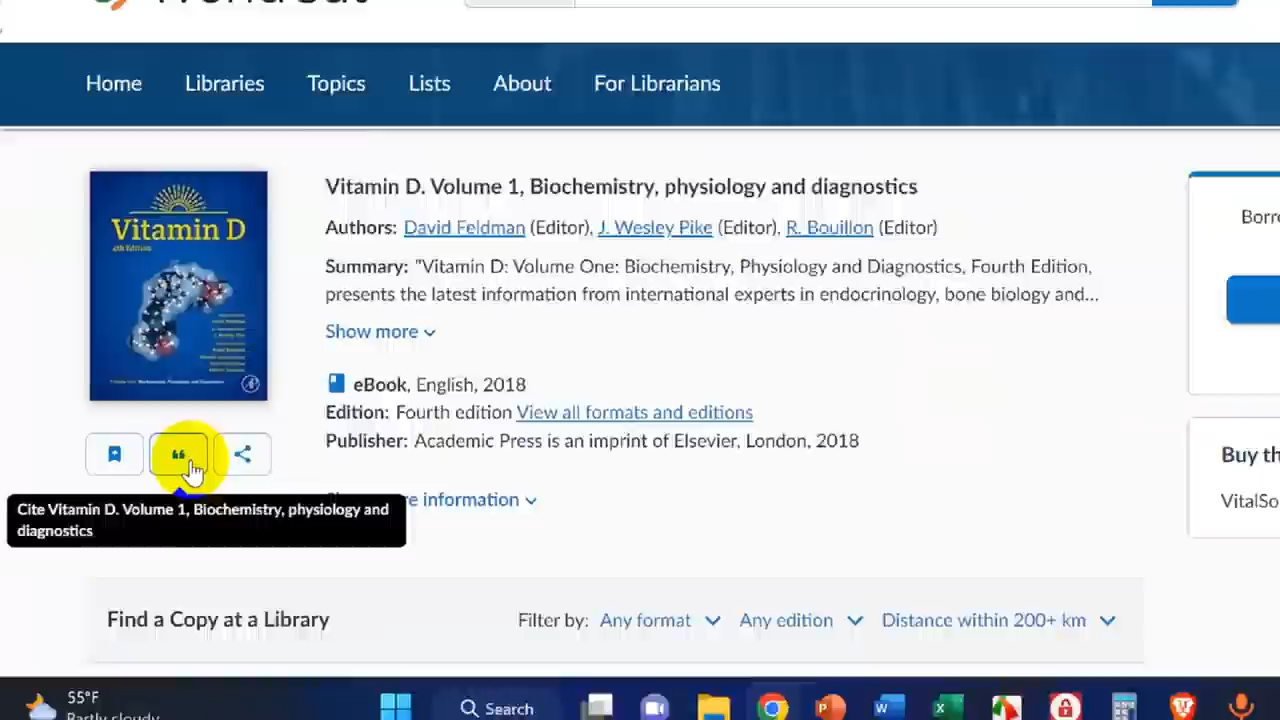 Home Libraries Topics Lists About For Librarians
Vitamin D
4th Edition
Vitamin D. Volume 1, Biochemistry, physiology and diagnostics
Authors: David Feldman (Editor), J. Wesley Pike (Editor), R. Bouillon (Editor)
Summary: "Vitamin D: Volume One: Biochemistry, Physiology and Diagnostics, Fourth Edition,
presents the latest information from international experts in endocrinology, bone biology and...
Show more
eBook, English, 2018
Edition: Fourth edition View all formats and editions
Publisher: Academic Press is an imprint of Elsevier, London, 2018
information
Cite Vitamin D. Volume 1, Biochemistry, physiology and
diagnostics
Borr
Buy th
VitalSo
Find a Copy at a Library Filter by: Any format Any edition Distance within 200+ km
55°F
Partly cloudy
Search